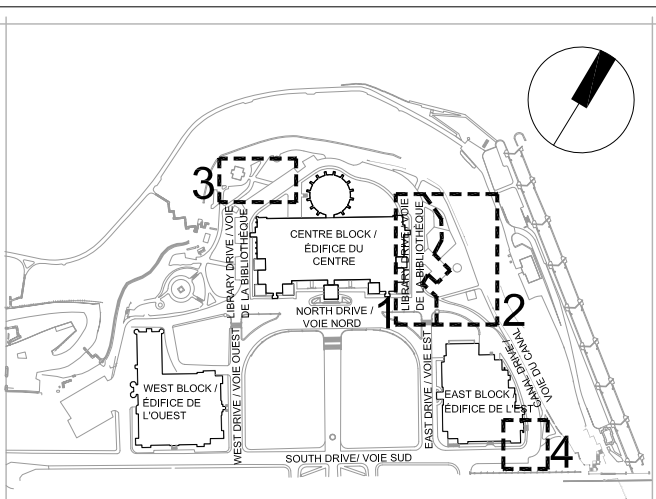 3
LIBRARY DRIVE / VOIE
DE LA BIBLIOTHÈQUE
CENTRE BLOCK /
ÉDIFICE DU
CENTRE
LIBRARY DRIVE / VOIE
DE LA BIBLIOTHÈQUE
1
2
NORTH DRIVE /
VOIE NORD
CANAL DRIVE /
VOIE DU CANAL
WEST BLOCK /
ÉDIFICE DE
L'OUEST
WEST DRIVE / VOIE OUEST
EAST DRIVE / VOIE EST
EAST BLOCK /
ÉDIFICE DE L'EST
SOUTH DRIVE/ VOIE SUD
4